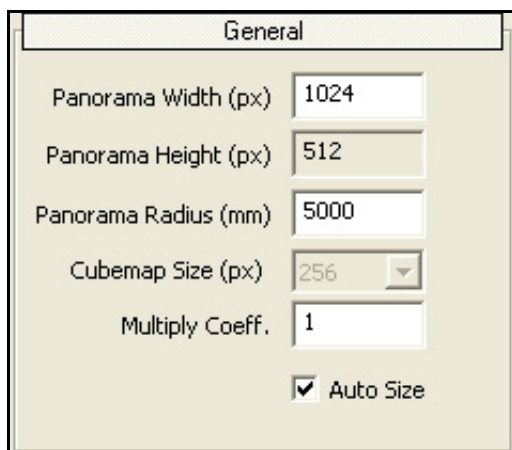 General
Panorama Width (px) 1024
Panorama Height (px) 512
Panorama Radius (mm) 5000
Cubemap Size (px) 256
Multiply Coeff. 1
Auto Size